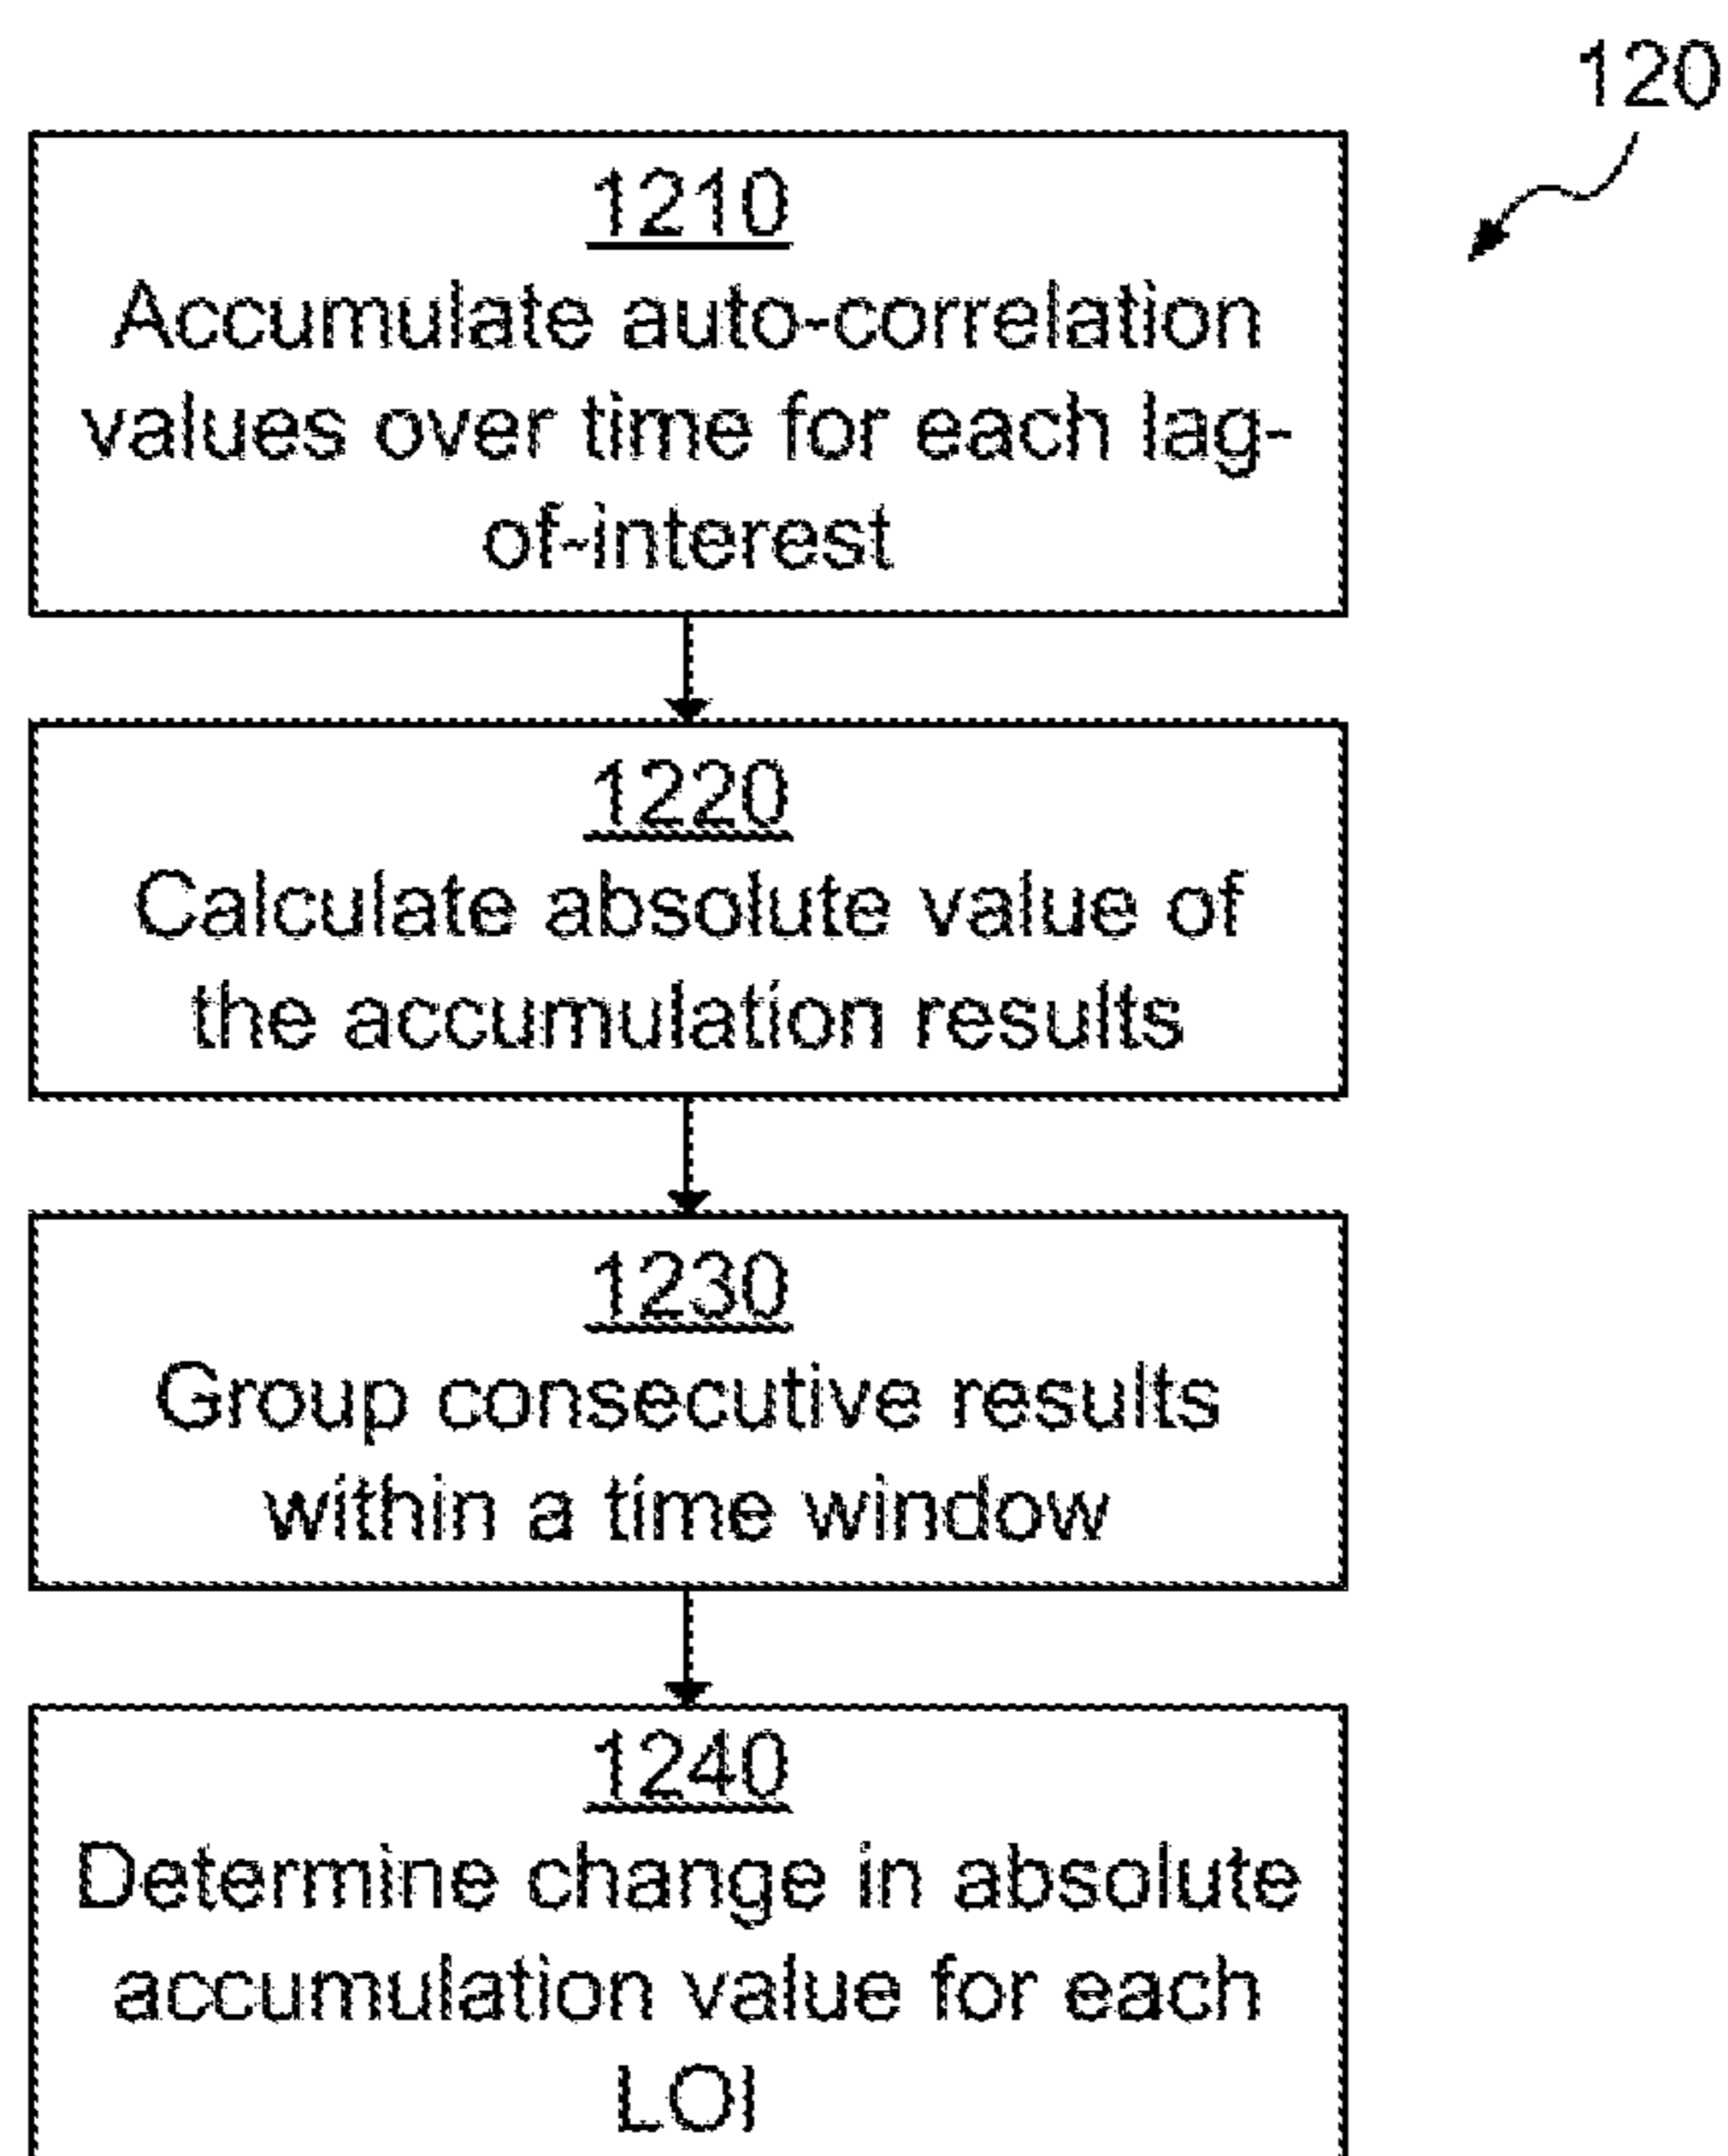 120
1210
Accumulate auto-correlation
values over time for each lag-
of-interest
1220
Calculate absolute value of
the accumulation results
1230
Group consecutive results
within a time window
1240
Determine change in absolute
accumulation value for each
LOI